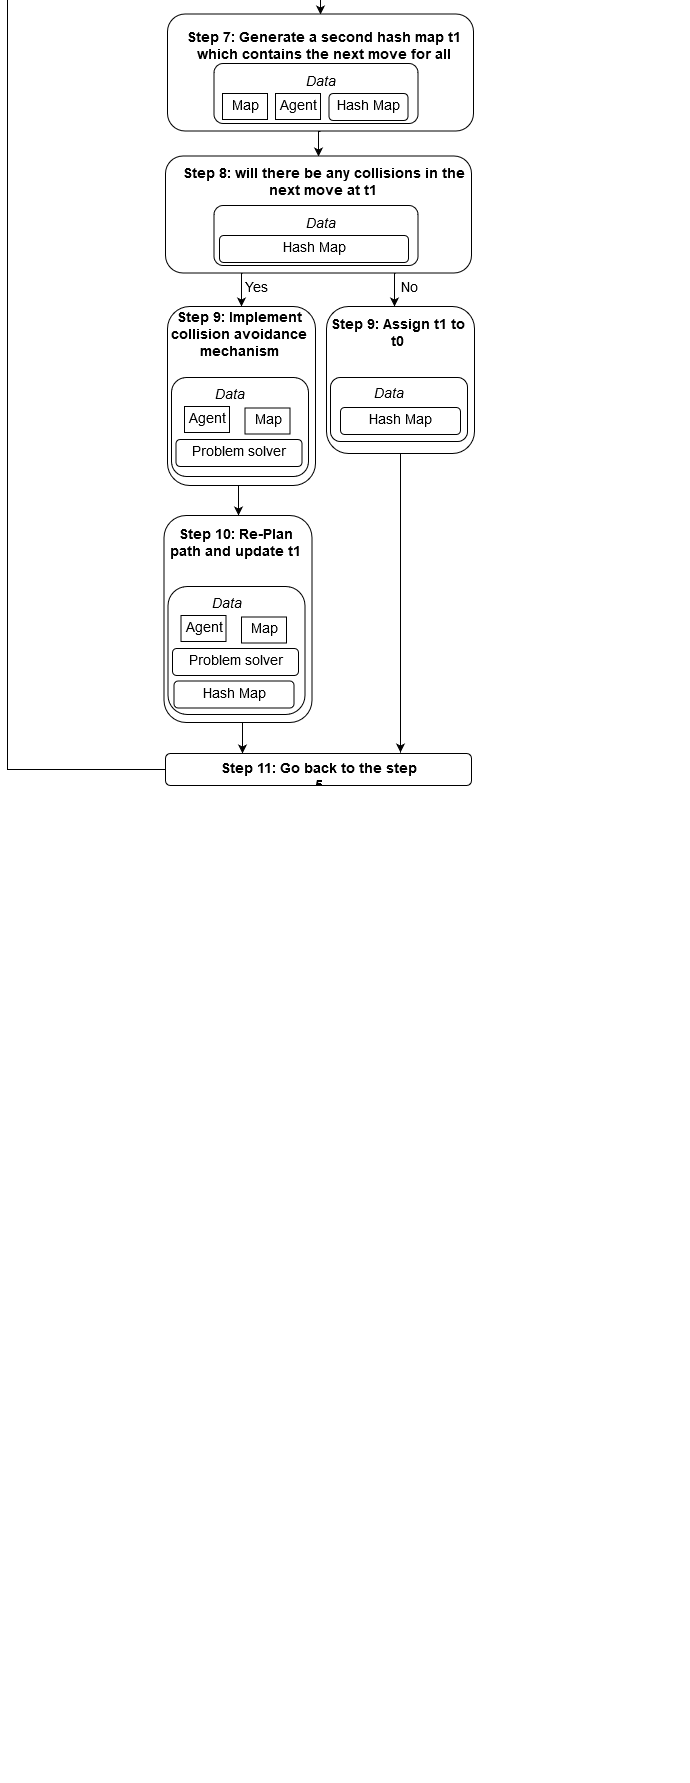 Step 7: Generate a second hash map t1
which contains the next move for all
Data
Map
Agent
Hash Map
Step 8: will there be any collisions in the
next move at t1
Data
Hash Map
Yes
No
Step 9: Implement
collision avoidance
mechanism
Data
Agent
Map
Problem solver
Step 9: Assign t1 to
t0
Data
Hash Map
Step 10: Re-Plan
path and update t1
Data
Agent
Map
Problem solver
Hash Map
Step 11: Go back to the step
5